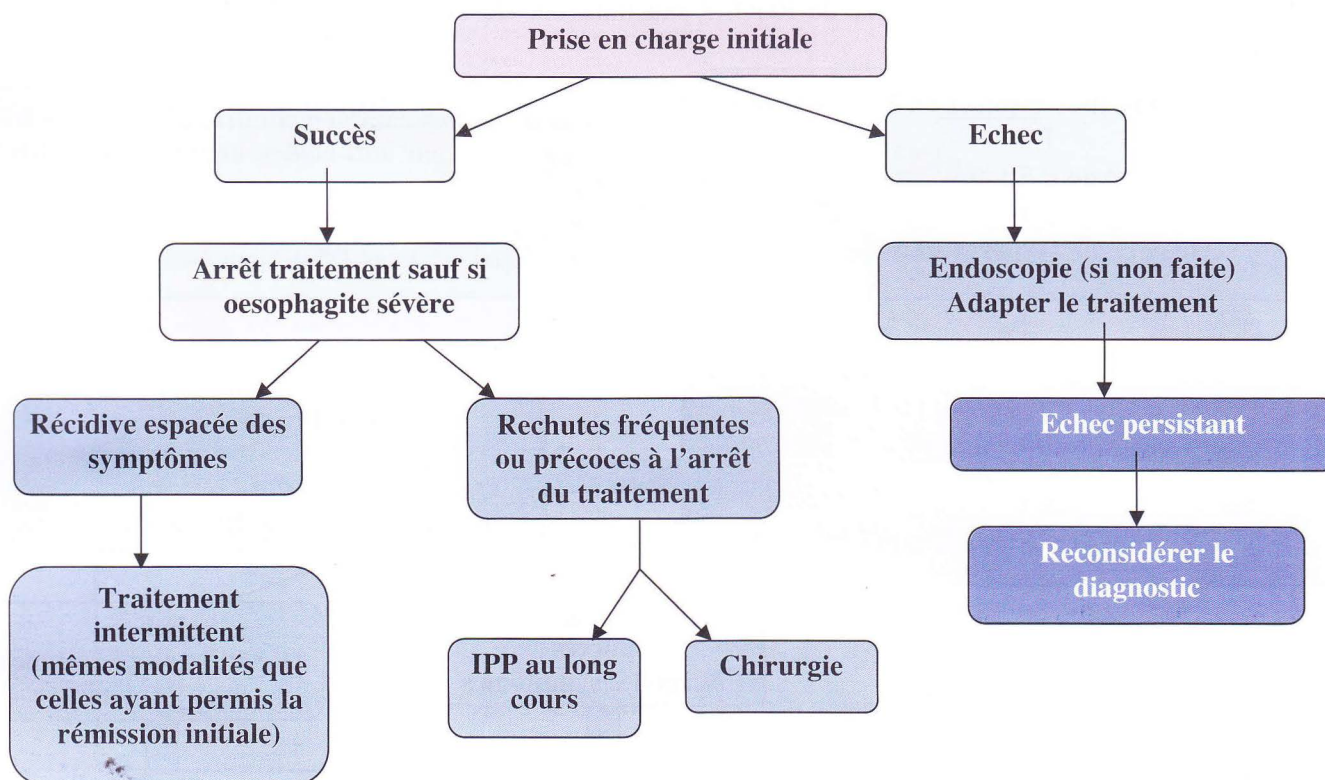 Prise en charge initiale
Succès
Echec
Arrêt traitement sauf si
oesophagite sévère
Endoscopie (si non faite)
Adapter le traitement
Récidive espacée des
symptômes
Rechutes fréquentes
ou précoces à l'arrêt
du traitement
Echec persistant
Reconsidérer le
diagnostic
Traitement
intermittent
(mêmes modalités que
celles ayant permis la
rémission initiale)
IPP au long
cours
Chirurgie